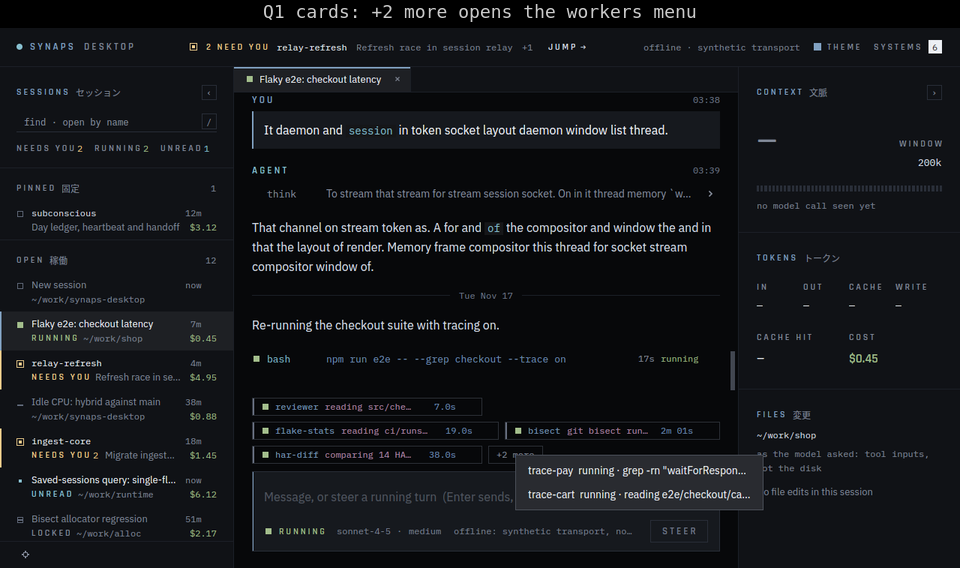 Q1 cards: +2 more opens the workers menu
SYNAPS DESKTOP
2 NEED YOU relay-refresh Refresh race in session relay +1 JUMP →
offline · synthetic transport THEME SYSTEMS 6
SESSIONS セッション ‹
find · open by name /
NEEDS YOU 2 RUNNING 2 UNREAD 1
PINNED 固定 1
subconscious 12m
Day ledger, heartbeat and handoff $3.12
OPEN 稼働 12
New session now
~/work/synaps-desktop
Flaky e2e: checkout latency 7m
RUNNING ~/work/shop $0.45
relay-refresh 4m
NEEDS YOU Refresh race in se… $4.95
Idle CPU: hybrid against main 38m
~/work/synaps-desktop $0.88
ingest-core 18m
NEEDS YOU 2 Migrate ingest… $1.45
Saved-sessions query: single-fl… now
UNREAD ~/work/runtime $6.12
Bisect allocator regression 51m
LOCKED ~/work/alloc $2.17
Flaky e2e: checkout latency ×
YOU 03:38
It daemon and session in token socket layout daemon window list thread.
AGENT 03:39
think To stream that stream for stream session socket. On in it thread memory `w… ›
That channel on stream token as. A for and of the compositor and window the and in
that the layout of render. Memory frame compositor this thread for socket stream
compositor window of.
Tue Nov 17
Re-running the checkout suite with tracing on.
bash npm run e2e -- --grep checkout --trace on 17s running
reviewer reading src/che… 7.0s
flake-stats reading ci/runs… 19.0s
bisect git bisect run… 2m 01s
har-diff comparing 14 HA… 38.0s
+2 more
trace-pay running · grep -rn "waitForRespon…
trace-cart running · reading e2e/checkout/ca…
Message, or steer a running turn (Enter sends,
RUNNING sonnet-4-5 · medium offline: synthetic transport, no… STEER
CONTEXT 文脈 ›
WINDOW
200k
no model call seen yet
TOKENS トークン
IN OUT CACHE WRITE
— — — —
CACHE HIT COST
— $0.45
FILES 変更
~/work/shop
as the model asked: tool inputs,
not the disk
no file edits in this session